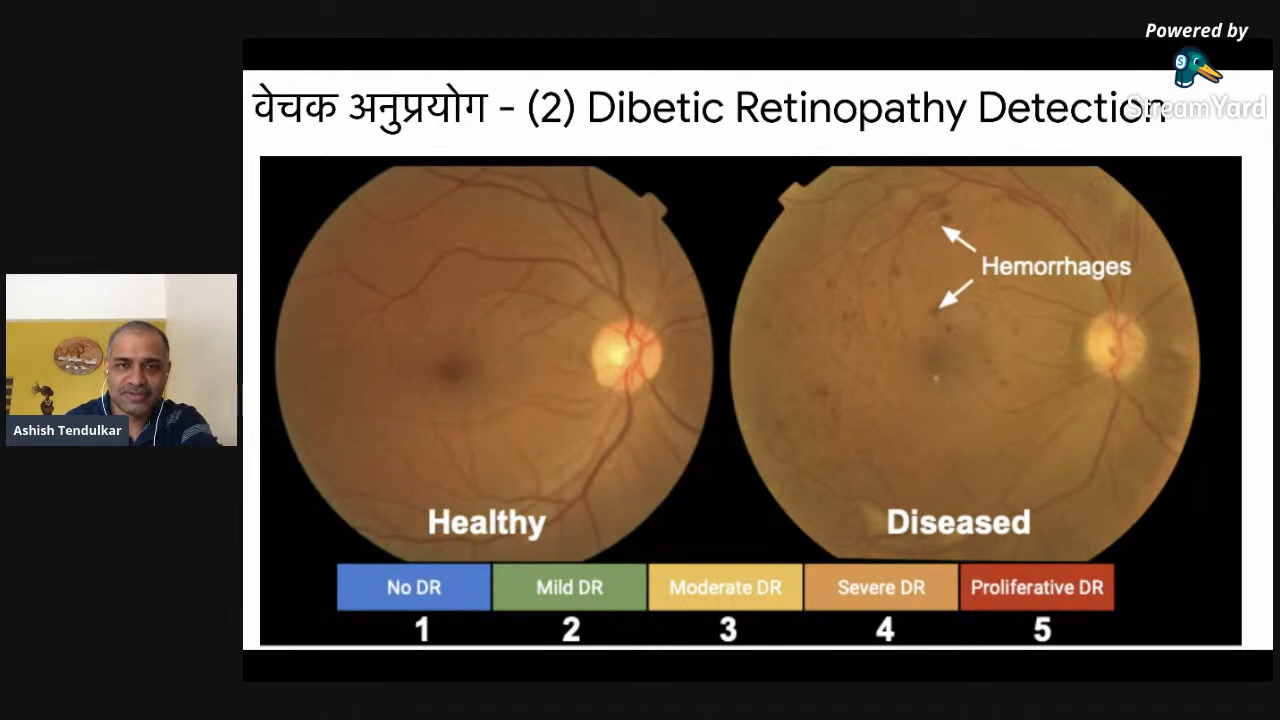 Powered by
StreamYard
वेचक अनुप्रयोग - (2) Dibetic Retinopathy Detection
Hemorrhages
Healthy
Diseased
No DR
Mild DR
Moderate DR
Severe DR
Proliferative DR
1
2
3
4
5
Ashish Tendulkar